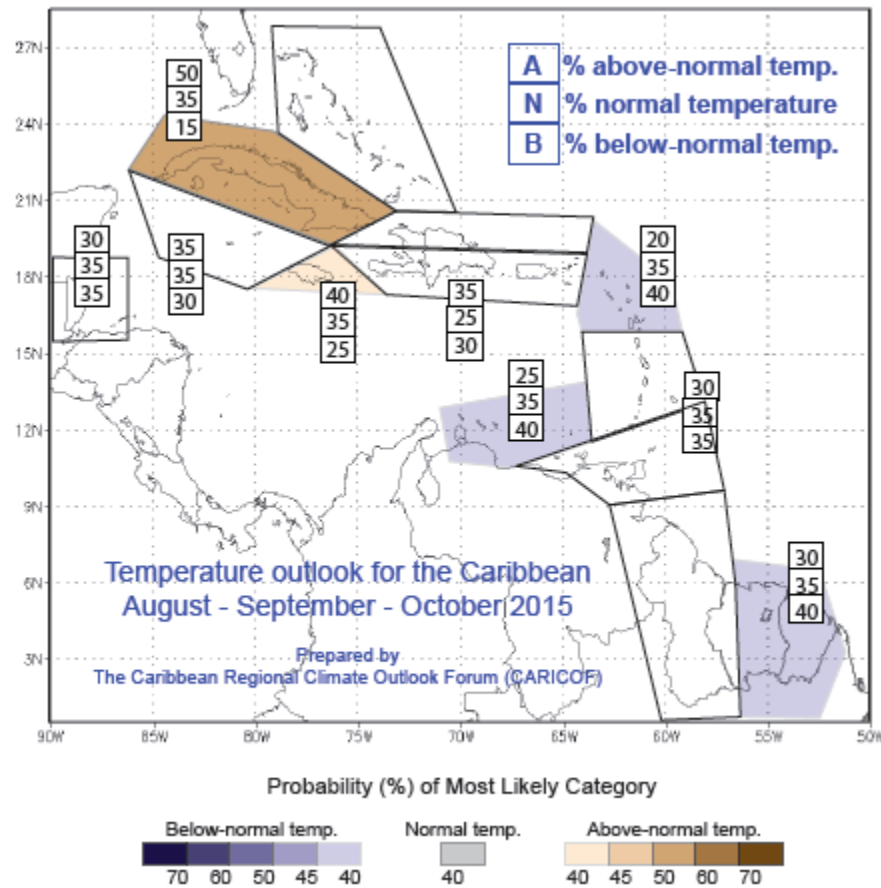 27N
24N
21N
18N
15N
12N
9N
6N
3N
90W
85W
80W
75W
70W
65W
60W
55W
50W
A % above-normal temp.
N % normal temperature
B % below-normal temp.
50
35
15
30
35
35
35
35
30
40
35
25
35
25
30
20
35
40
25
35
40
30
35
35
30
35
40
Temperature outlook for the Caribbean
August - September - October 2015
Prepared by
The Caribbean Regional Climate Outlook Forum (CARICOF)
Probability (%) of Most Likely Category
Below-normal temp.
70 60 50 45 40
Normal temp.
40
Above-normal temp.
40 45 50 60 70